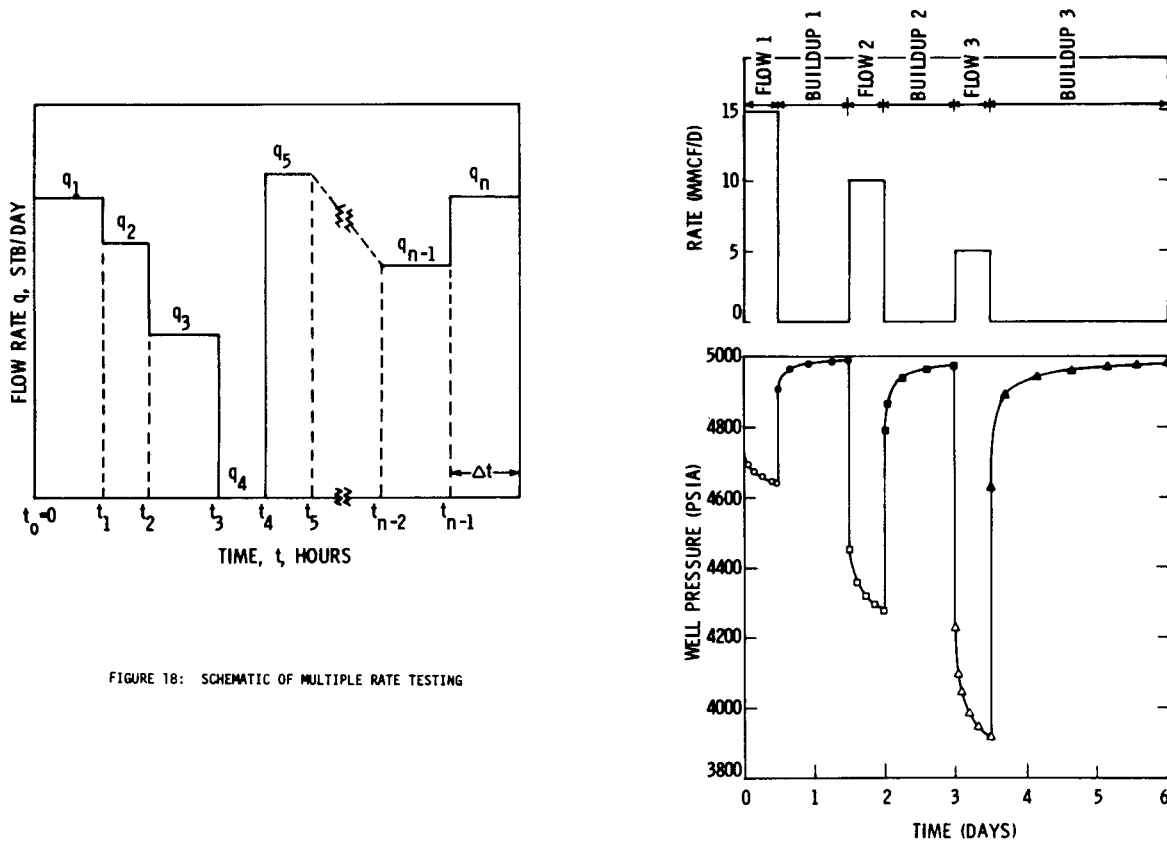 FLOW RATE q, STB/DAY
q1
q2
q3
q4
q5
qn-1
qn
Δt
to=0
t1
t2
t3
t4
t5
tn-2
tn-1
TIME, t, HOURS
FIGURE 18: SCHEMATIC OF MULTIPLE RATE TESTING
FLOW 1
BUILDUP 1
FLOW 2
BUILDUP 2
FLOW 3
BUILDUP 3
RATE (MMCF/D)
15
10
5
0
WELL PRESSURE (PSIA)
5000
4800
4600
4400
4200
4000
3800
0 1 2 3 4 5 6
TIME (DAYS)